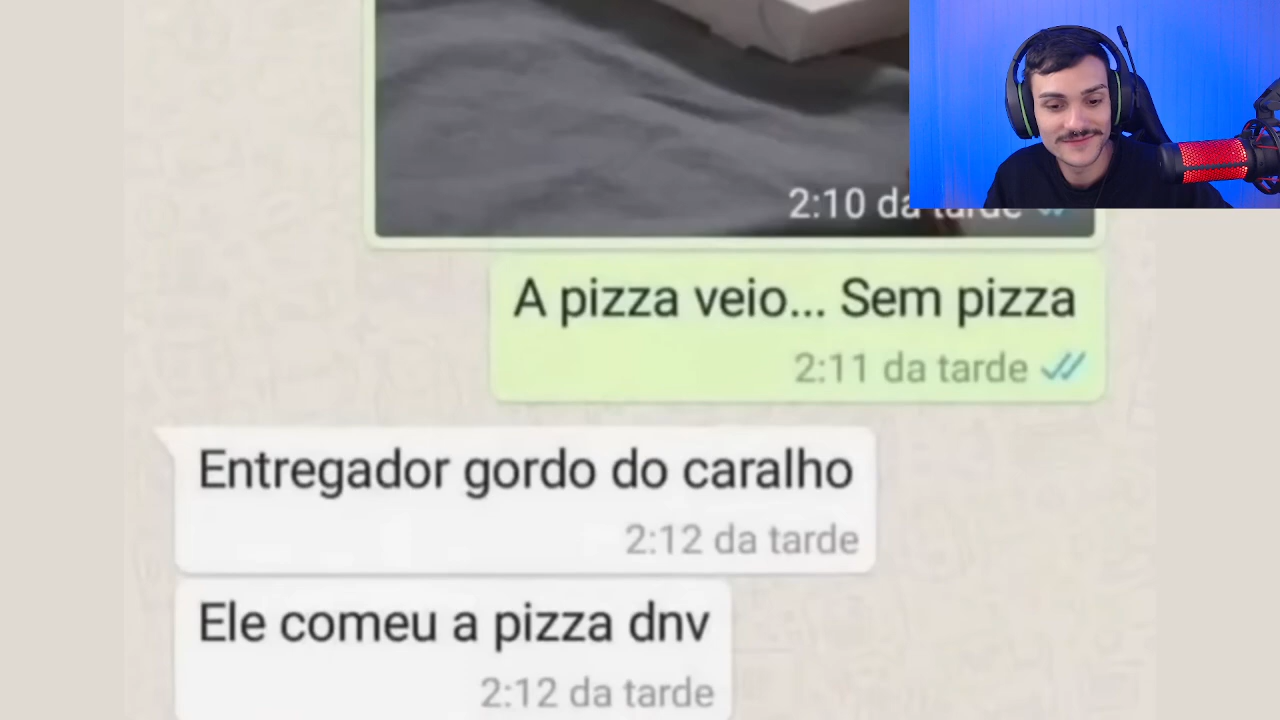 2:10 da tarde
A pizza veio... Sem pizza
2:11 da tarde
Entregador gordo do caralho
2:12 da tarde
Ele comeu a pizza dnv
2:12 da tarde